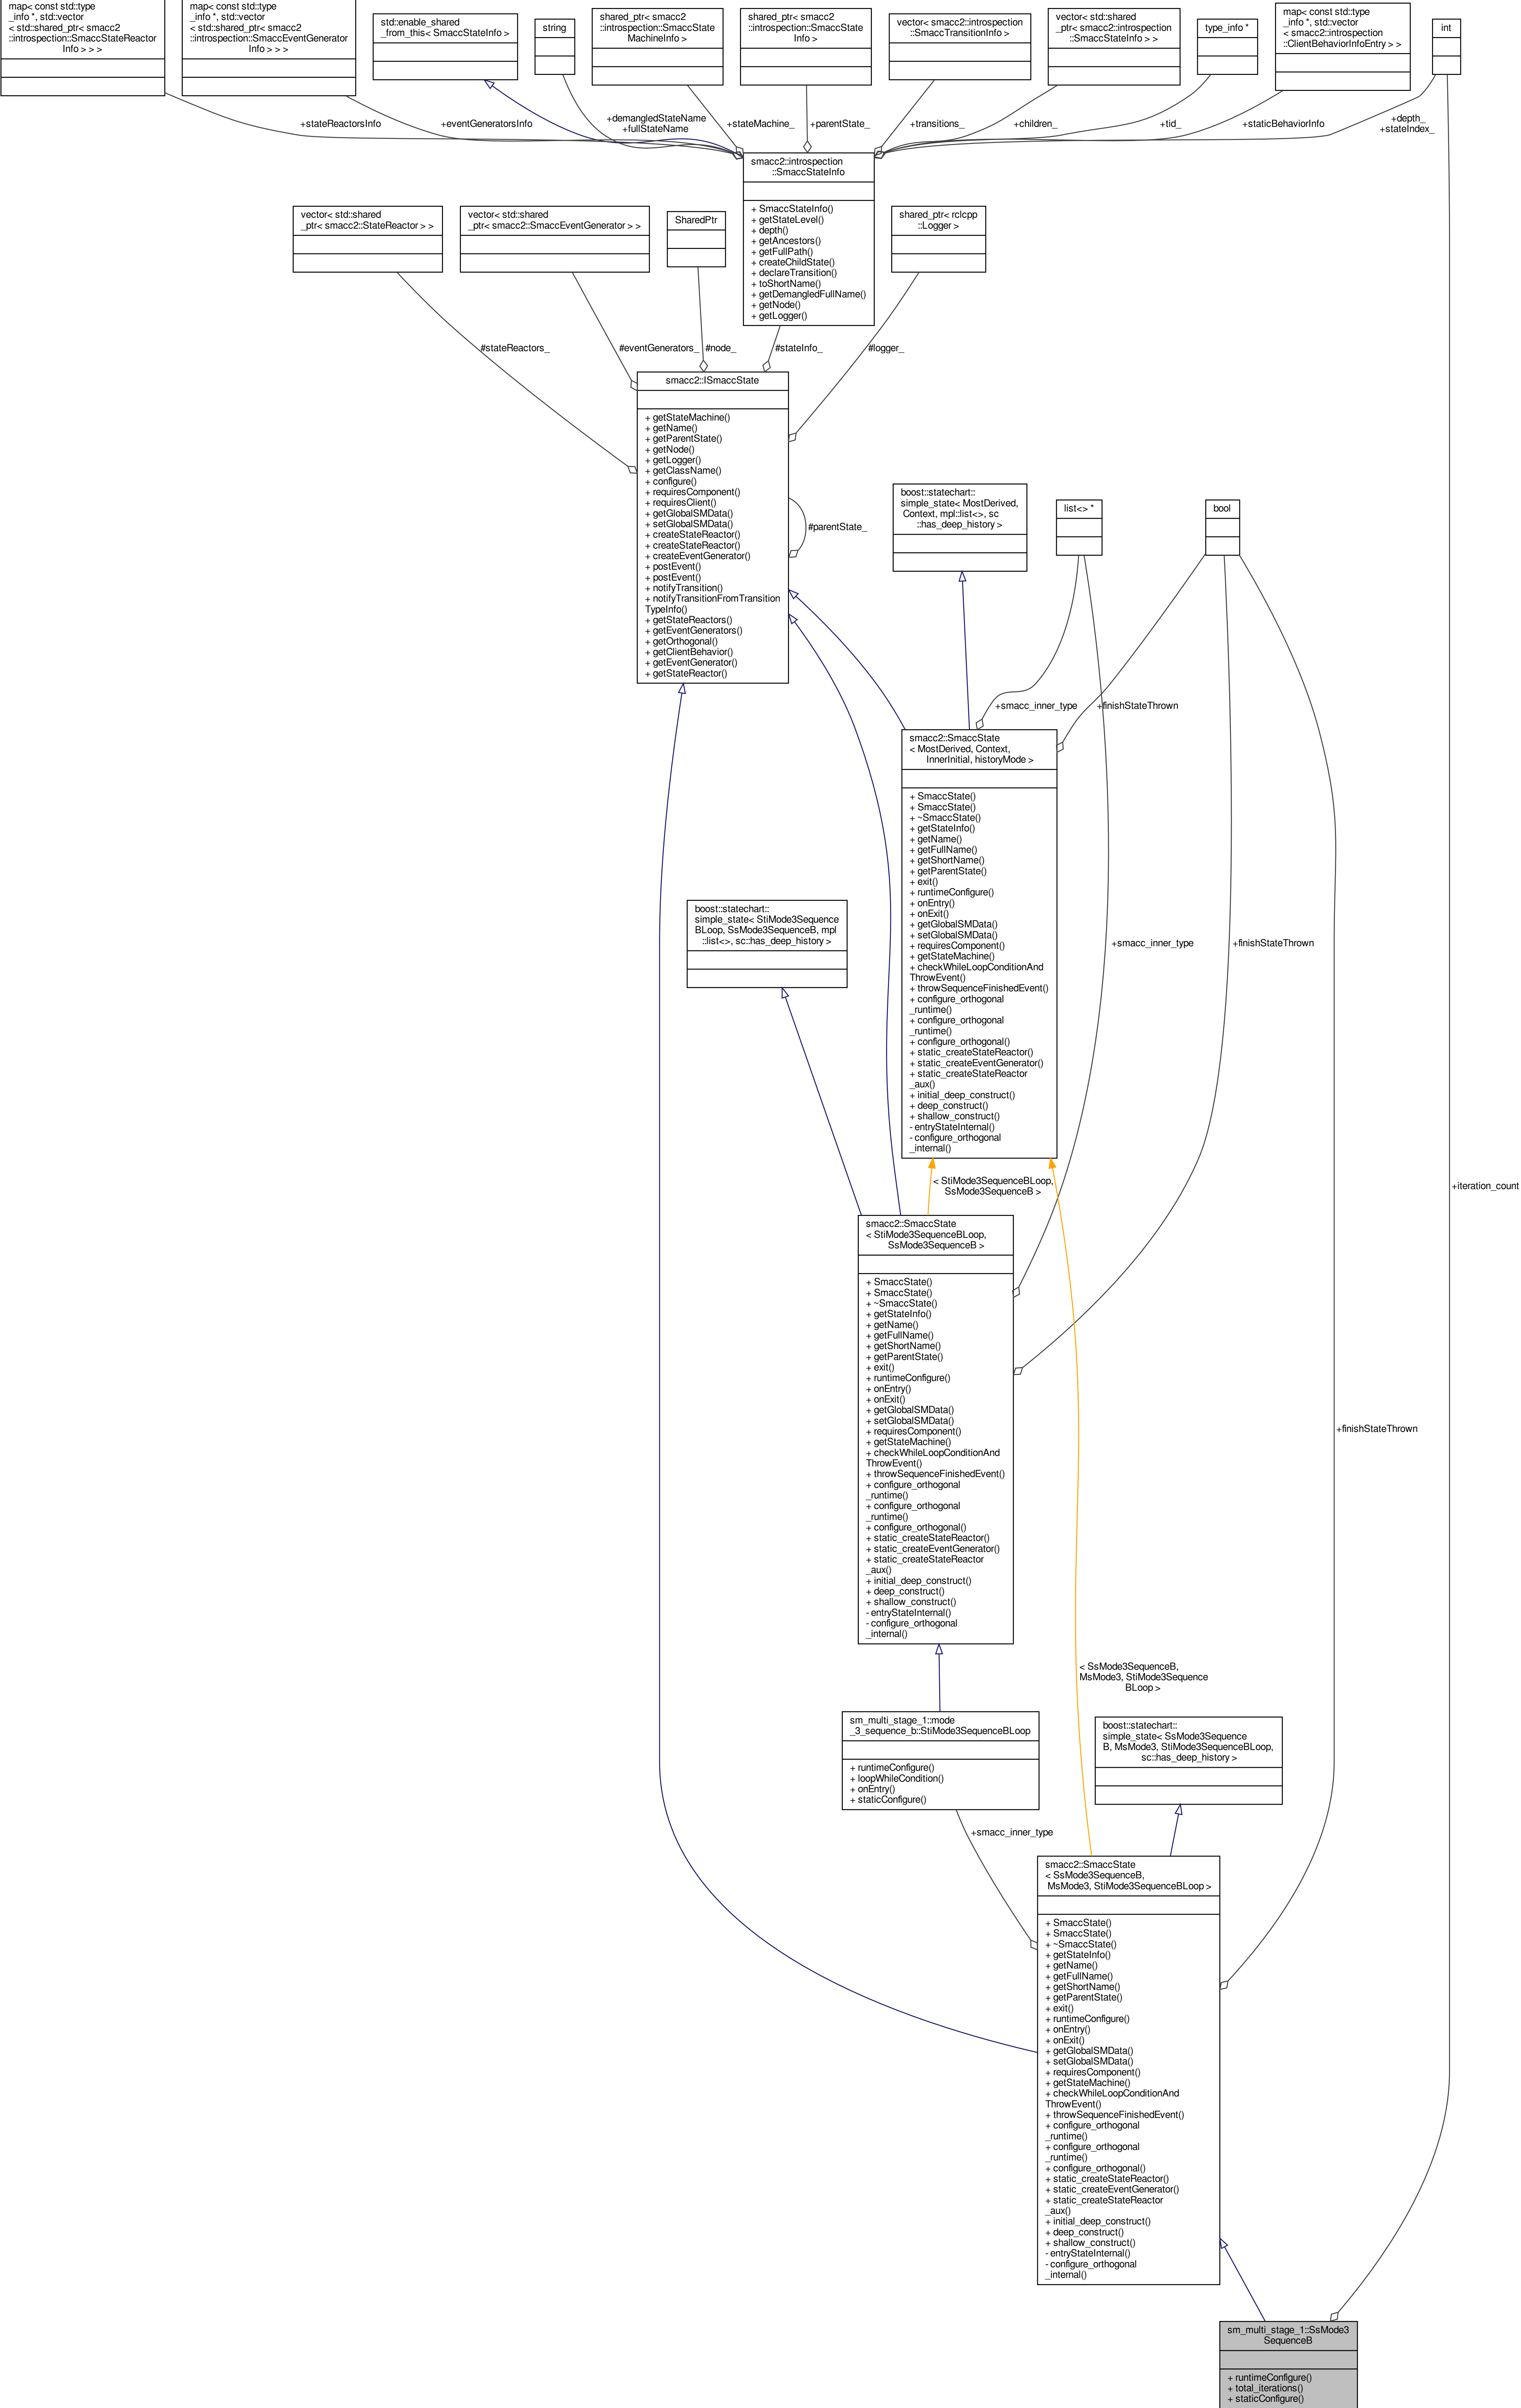 map< const std::type
_info *, std::vector
< std::shared_ptr< smacc2
::introspection::SmaccStateReactor
Info > > >
map< const std::type
_info *, std::vector
< std::shared_ptr< smacc2
::introspection::SmaccEventGenerator
Info > > >
std::enable_shared
_from_this< SmaccStateInfo >
string
shared_ptr< smacc2
::introspection::SmaccState
MachineInfo >
shared_ptr< smacc2
::introspection::SmaccState
Info >
vector< smacc2::introspection
::SmaccTransitionInfo >
vector< std::shared
_ptr< smacc2::introspection
::SmaccStateInfo > >
type_info *
map< const std::type
_info *, std::vector
< smacc2::introspection
::ClientBehaviorInfoEntry > >
int
+stateReactorsInfo
+eventGeneratorsInfo
+demangledStateName
+fullStateName
+stateMachine_
+parentState_
+transitions_
+children_
+tid_
+staticBehaviorInfo
+depth_
+stateIndex_
smacc2::introspection
::SmaccStateInfo
+ SmaccStateInfo()
+ getStateLevel()
+ depth()
+ getAncestors()
+ getFullPath()
+ createChildState()
+ declareTransition()
+ toShortName()
+ getDemangledFullName()
+ getNode()
+ getLogger()
vector< std::shared
_ptr< smacc2::StateReactor > >
vector< std::shared
_ptr< smacc2::SmaccEventGenerator > >
SharedPtr
shared_ptr< rclcpp
::Logger >
#stateReactors_
#eventGenerators_
#node_
#stateInfo_
#logger_
smacc2::ISmaccState
+ getStateMachine()
+ getName()
+ getParentState()
+ getNode()
+ getLogger()
+ getClassName()
+ configure()
+ requiresComponent()
+ requiresClient()
+ getGlobalSMData()
+ setGlobalSMData()
+ createStateReactor()
+ createStateReactor()
+ createEventGenerator()
+ postEvent()
+ postEvent()
+ notifyTransition()
+ notifyTransitionFromTransition
TypeInfo()
+ getStateReactors()
+ getEventGenerators()
+ getOrthogonal()
+ getClientBehavior()
+ getEventGenerator()
+ getStateReactor()
#parentState_
boost::statechart::
simple_state< MostDerived,
Context, mpl::list<>, sc
::has_deep_history >
list<> *
bool
+smacc_inner_type
+finishStateThrown
smacc2::SmaccState
< MostDerived, Context,
InnerInitial, historyMode >
+ SmaccState()
+ SmaccState()
+ ~SmaccState()
+ getStateInfo()
+ getName()
+ getFullName()
+ getShortName()
+ getParentState()
+ exit()
+ runtimeConfigure()
+ onEntry()
+ onExit()
+ getGlobalSMData()
+ setGlobalSMData()
+ requiresComponent()
+ getStateMachine()
+ checkWhileLoopConditionAnd
ThrowEvent()
+ throwSequenceFinishedEvent()
+ configure_orthogonal
_runtime()
+ configure_orthogonal
_runtime()
+ configure_orthogonal()
+ static_createStateReactor()
+ static_createEventGenerator()
+ static_createStateReactor
_aux()
+ initial_deep_construct()
+ deep_construct()
+ shallow_construct()
- entryStateInternal()
- configure_orthogonal
_internal()
boost::statechart::
simple_state< StiMode3Sequence
BLoop, SsMode3SequenceB, mpl
::list<>, sc::has_deep_history >
+smacc_inner_type
+finishStateThrown
< StiMode3SequenceBLoop,
SsMode3SequenceB >
+iteration_count
smacc2::SmaccState
< StiMode3SequenceBLoop,
SsMode3SequenceB >
+ SmaccState()
+ SmaccState()
+ ~SmaccState()
+ getStateInfo()
+ getName()
+ getFullName()
+ getShortName()
+ getParentState()
+ exit()
+ runtimeConfigure()
+ onEntry()
+ onExit()
+ getGlobalSMData()
+ setGlobalSMData()
+ requiresComponent()
+ getStateMachine()
+ checkWhileLoopConditionAnd
ThrowEvent()
+ throwSequenceFinishedEvent()
+ configure_orthogonal
_runtime()
+ configure_orthogonal
_runtime()
+ configure_orthogonal()
+ static_createStateReactor()
+ static_createEventGenerator()
+ static_createStateReactor
_aux()
+ initial_deep_construct()
+ deep_construct()
+ shallow_construct()
- entryStateInternal()
- configure_orthogonal
_internal()
+finishStateThrown
< SsMode3SequenceB,
MsMode3, StiMode3Sequence
BLoop >
sm_multi_stage_1::mode
_3_sequence_b::StiMode3SequenceBLoop
+ runtimeConfigure()
+ loopWhileCondition()
+ onEntry()
+ staticConfigure()
boost::statechart::
simple_state< SsMode3Sequence
B, MsMode3, StiMode3SequenceBLoop,
sc::has_deep_history >
+smacc_inner_type
smacc2::SmaccState
< SsMode3SequenceB,
MsMode3, StiMode3SequenceBLoop >
+ SmaccState()
+ SmaccState()
+ ~SmaccState()
+ getStateInfo()
+ getName()
+ getFullName()
+ getShortName()
+ getParentState()
+ exit()
+ runtimeConfigure()
+ onEntry()
+ onExit()
+ getGlobalSMData()
+ setGlobalSMData()
+ requiresComponent()
+ getStateMachine()
+ checkWhileLoopConditionAnd
ThrowEvent()
+ throwSequenceFinishedEvent()
+ configure_orthogonal
_runtime()
+ configure_orthogonal
_runtime()
+ configure_orthogonal()
+ static_createStateReactor()
+ static_createEventGenerator()
+ static_createStateReactor
_aux()
+ initial_deep_construct()
+ deep_construct()
+ shallow_construct()
- entryStateInternal()
- configure_orthogonal
_internal()
sm_multi_stage_1::SsMode3
SequenceB
+ runtimeConfigure()
+ total_iterations()
+ staticConfigure()